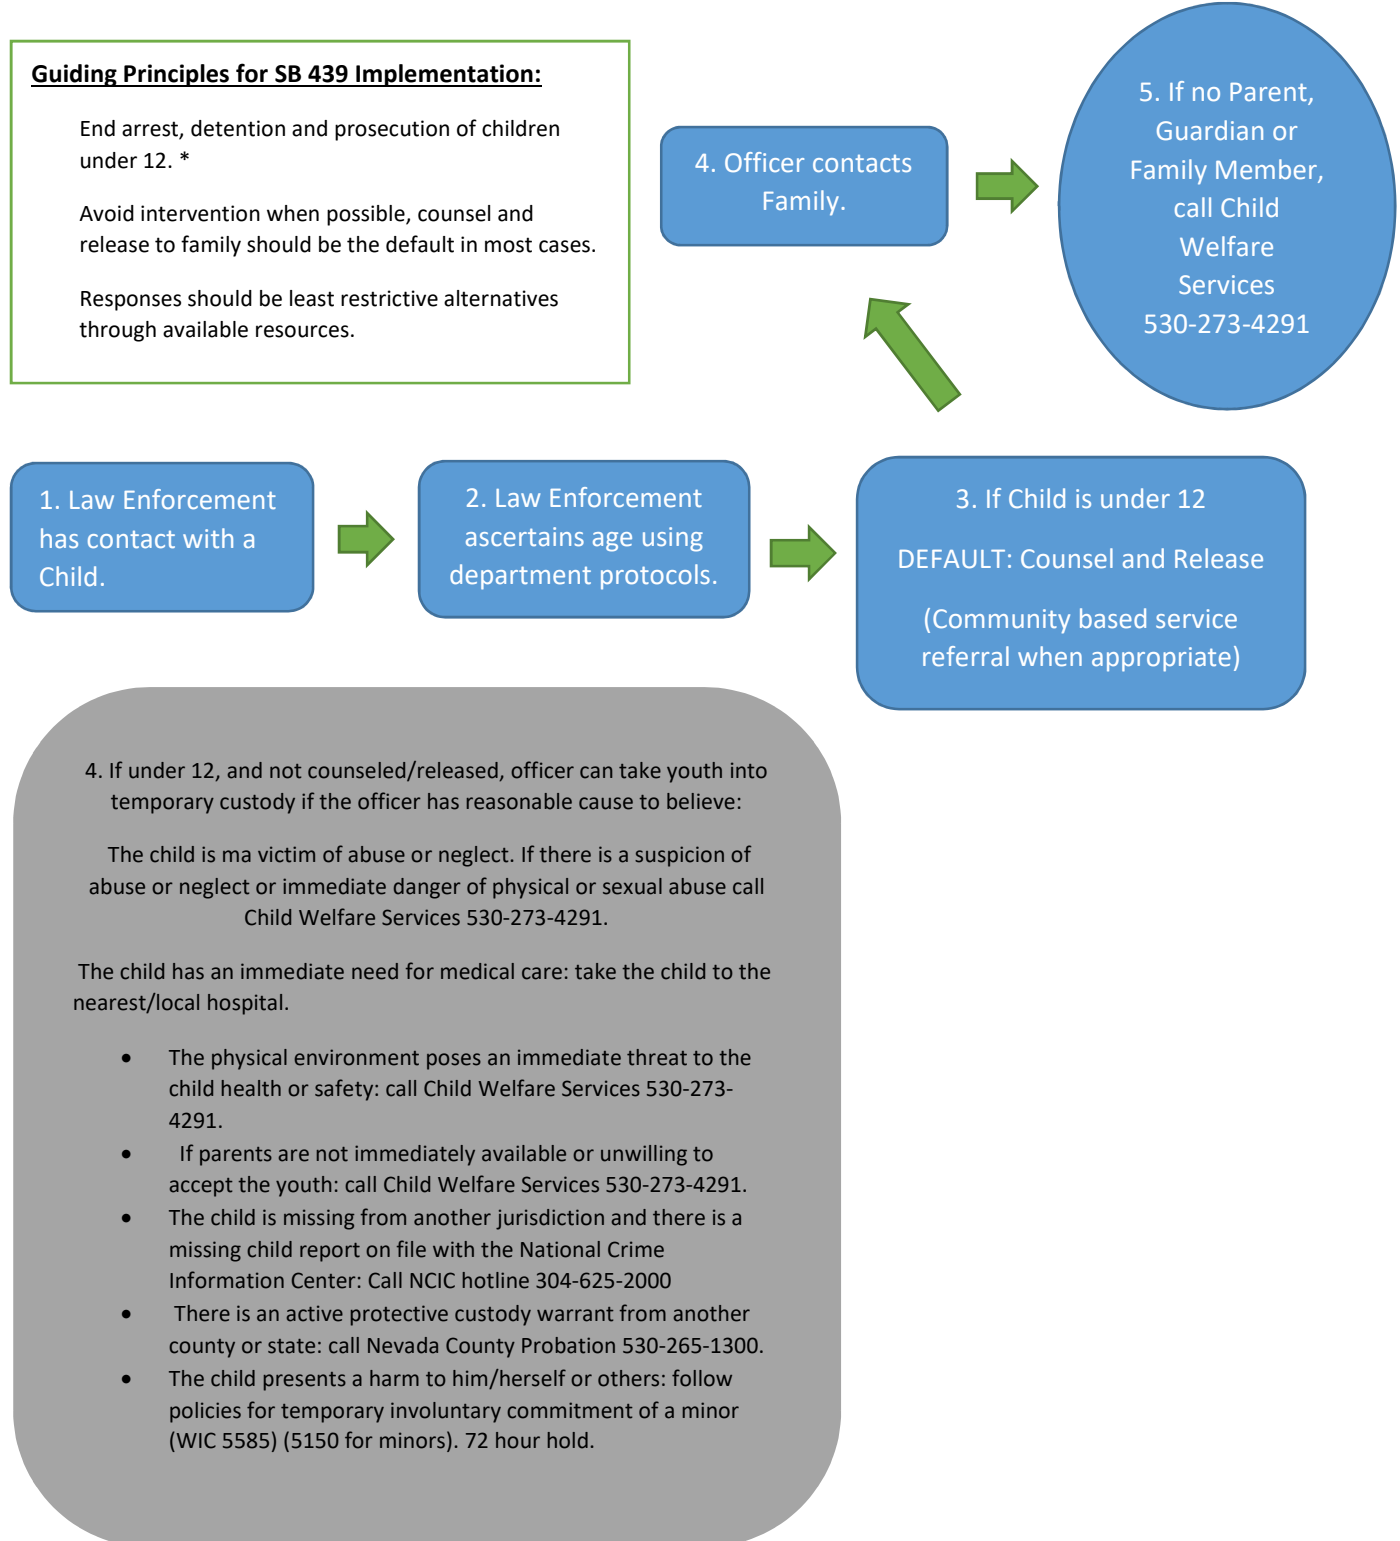 Guiding Principles for SB 439 Implementation:
End arrest, detention and prosecution of children
under 12. *
Avoid intervention when possible, counsel and
release to family should be the default in most cases.
Responses should be least restrictive alternatives
through available resources.
4. Officer contacts
Family.
5. If no Parent,
Guardian or
Family Member,
call Child
Welfare
Services
530-273-4291
1. Law Enforcement
has contact with a
Child.
2. Law Enforcement
ascertains age using
department protocols.
3. If Child is under 12
DEFAULT: Counsel and Release
(Community based service
referral when appropriate)
4. If under 12, and not counseled/released, officer can take youth into
temporary custody if the officer has reasonable cause to believe:
The child is ma victim of abuse or neglect. If there is a suspicion of
abuse or neglect or immediate danger of physical or sexual abuse call
Child Welfare Services 530-273-4291.
The child has an immediate need for medical care: take the child to the
nearest/local hospital.
• The physical environment poses an immediate threat to the
child health or safety: call Child Welfare Services 530-273-
4291.
• If parents are not immediately available or unwilling to
accept the youth: call Child Welfare Services 530-273-4291.
• The child is missing from another jurisdiction and there is a
missing child report on file with the National Crime
Information Center: Call NCIC hotline 304-625-2000
• There is an active protective custody warrant from another
county or state: call Nevada County Probation 530-265-1300.
• The child presents a harm to him/herself or others: follow
policies for temporary involuntary commitment of a minor
(WIC 5585) (5150 for minors). 72 hour hold.